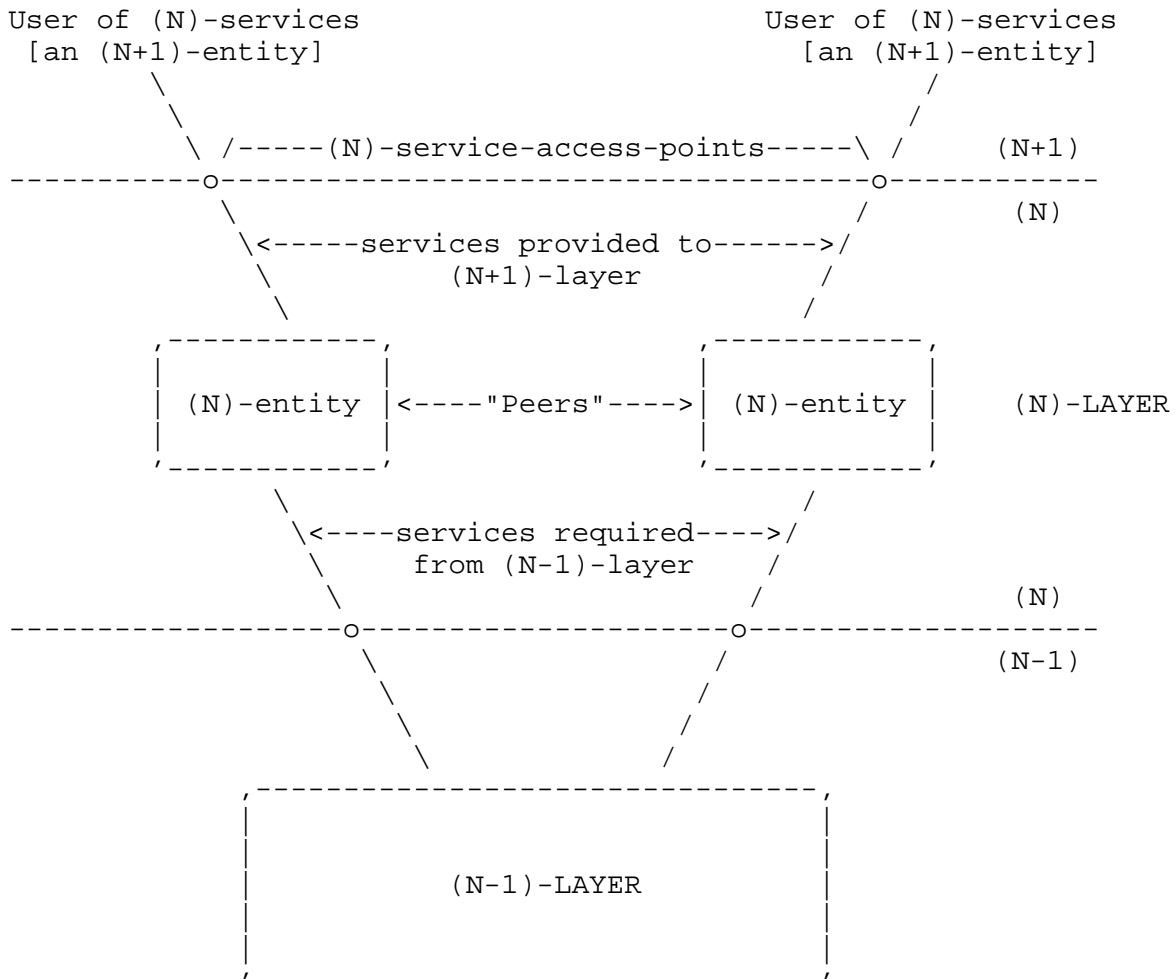 User of (N)-services User of (N)-services
[an (N+1)-entity] [an (N+1)-entity]
(N)-service-access-points (N+1)
(N)
services provided to
(N+1)-layer
(N)-entity "Peers" (N)-entity (N)-LAYER
services required
from (N-1)-layer
(N)
(N-1)
(N-1)-LAYER